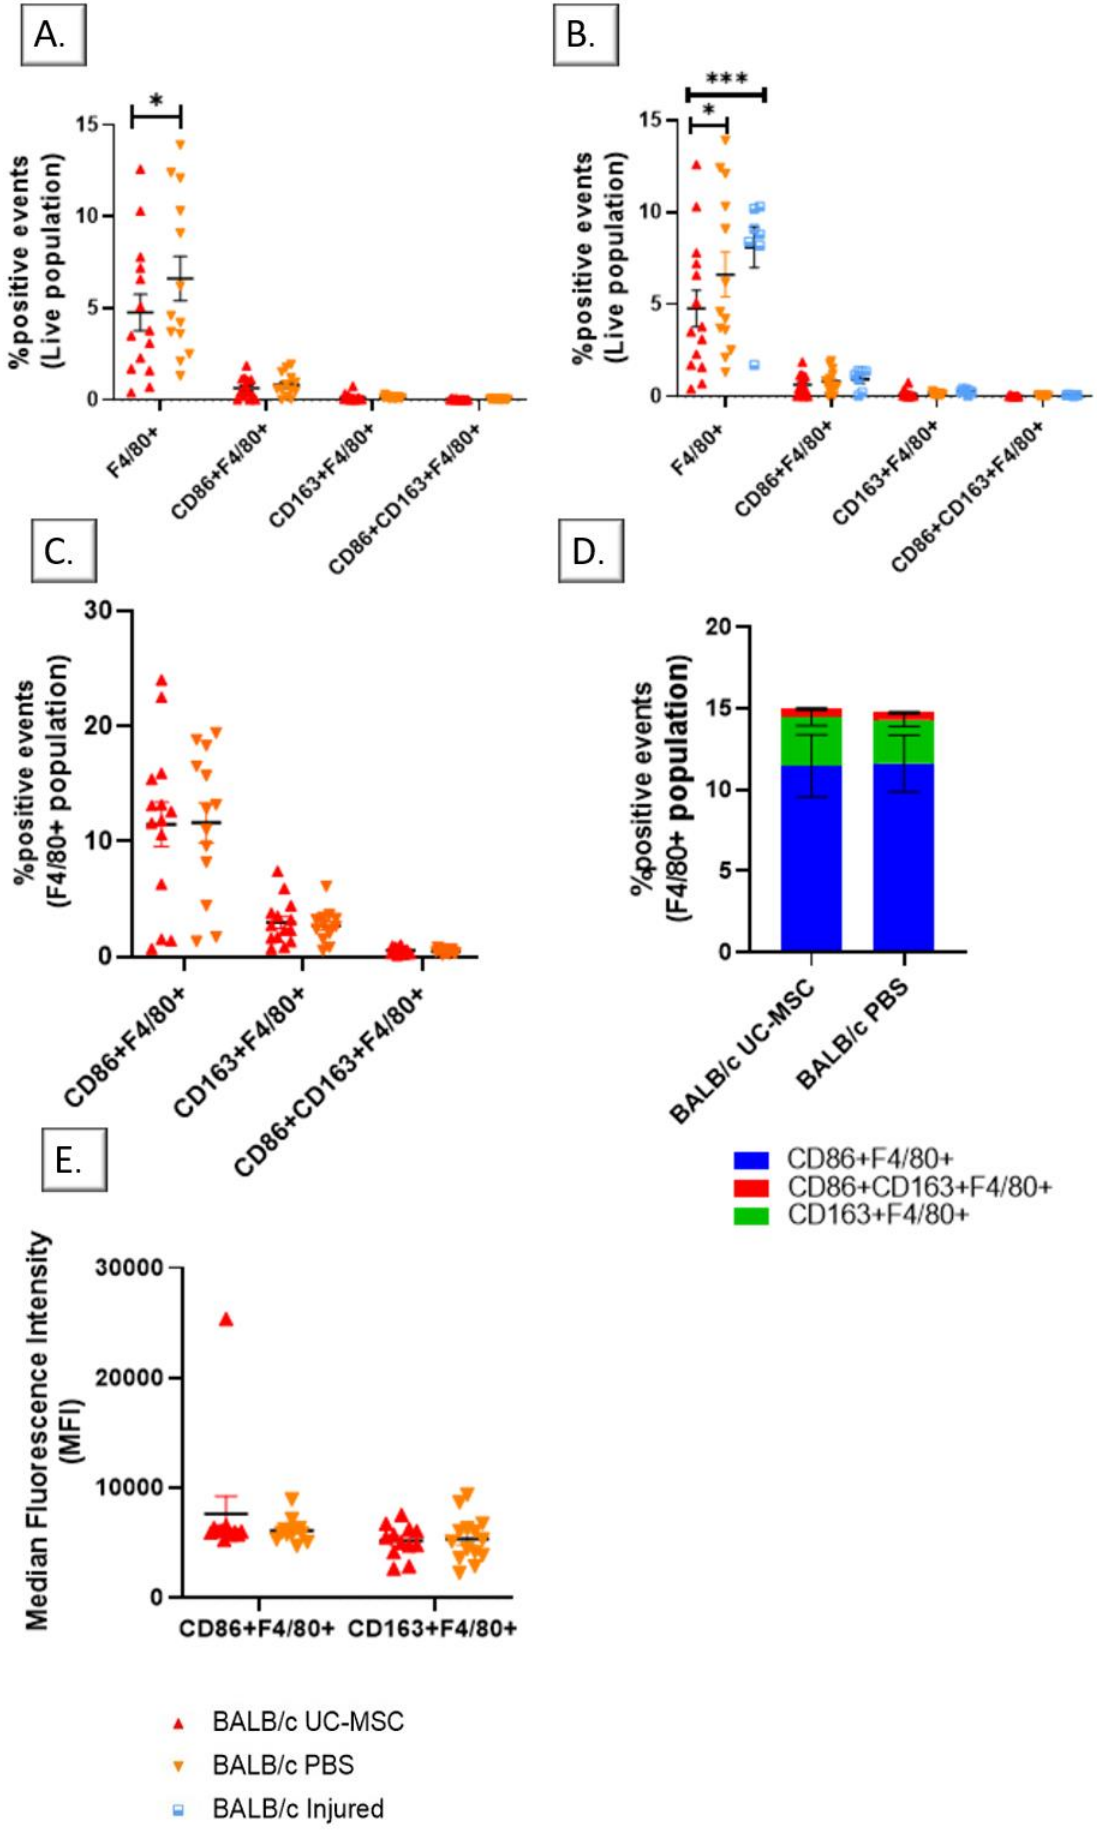 A.
*
%positive events
(Live population)
15
10
5
0
F4/80+
CD86+F4/80+
CD163+F4/80+
CD86+CD163+F4/80+
B.
***
*
%positive events
(Live population)
15
10
5
0
F4/80+
CD86+F4/80+
CD163+F4/80+
CD86+CD163+F4/80+
C.
%positive events
(F4/80+ population)
30
20
10
0
CD86+F4/80+
CD163+F4/80+
CD86+CD163+F4/80+
D.
%positive events
(F4/80+ population)
20
15
10
5
0
BALB/c UC-MSC
BALB/c PBS
CD86+F4/80+
CD86+CD163+F4/80+
CD163+F4/80+
E.
Median Fluorescence Intensity
(MFI)
30000
20000
10000
0
CD86+F4/80+ CD163+F4/80+
BALB/c UC-MSC
BALB/c PBS
BALB/c Injured